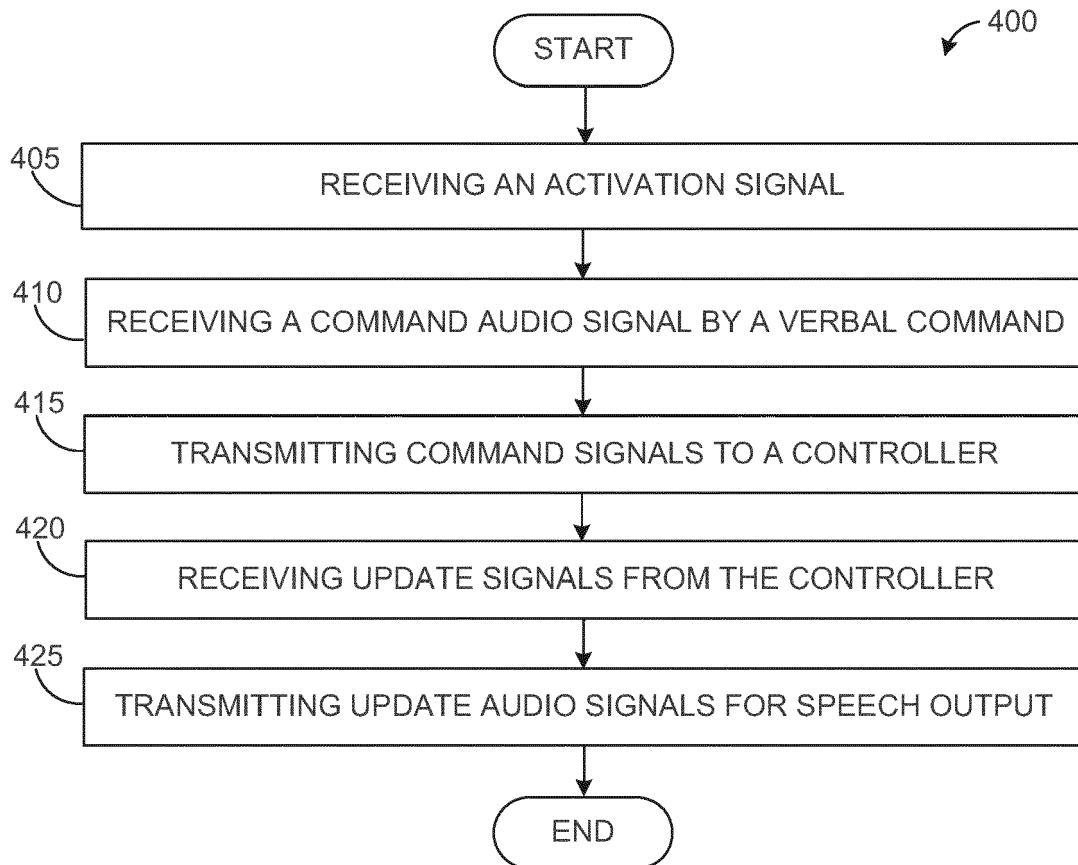 START
400
405
RECEIVING AN ACTIVATION SIGNAL
410
RECEIVING A COMMAND AUDIO SIGNAL BY A VERBAL COMMAND
415
TRANSMITTING COMMAND SIGNALS TO A CONTROLLER
420
RECEIVING UPDATE SIGNALS FROM THE CONTROLLER
425
TRANSMITTING UPDATE AUDIO SIGNALS FOR SPEECH OUTPUT
END